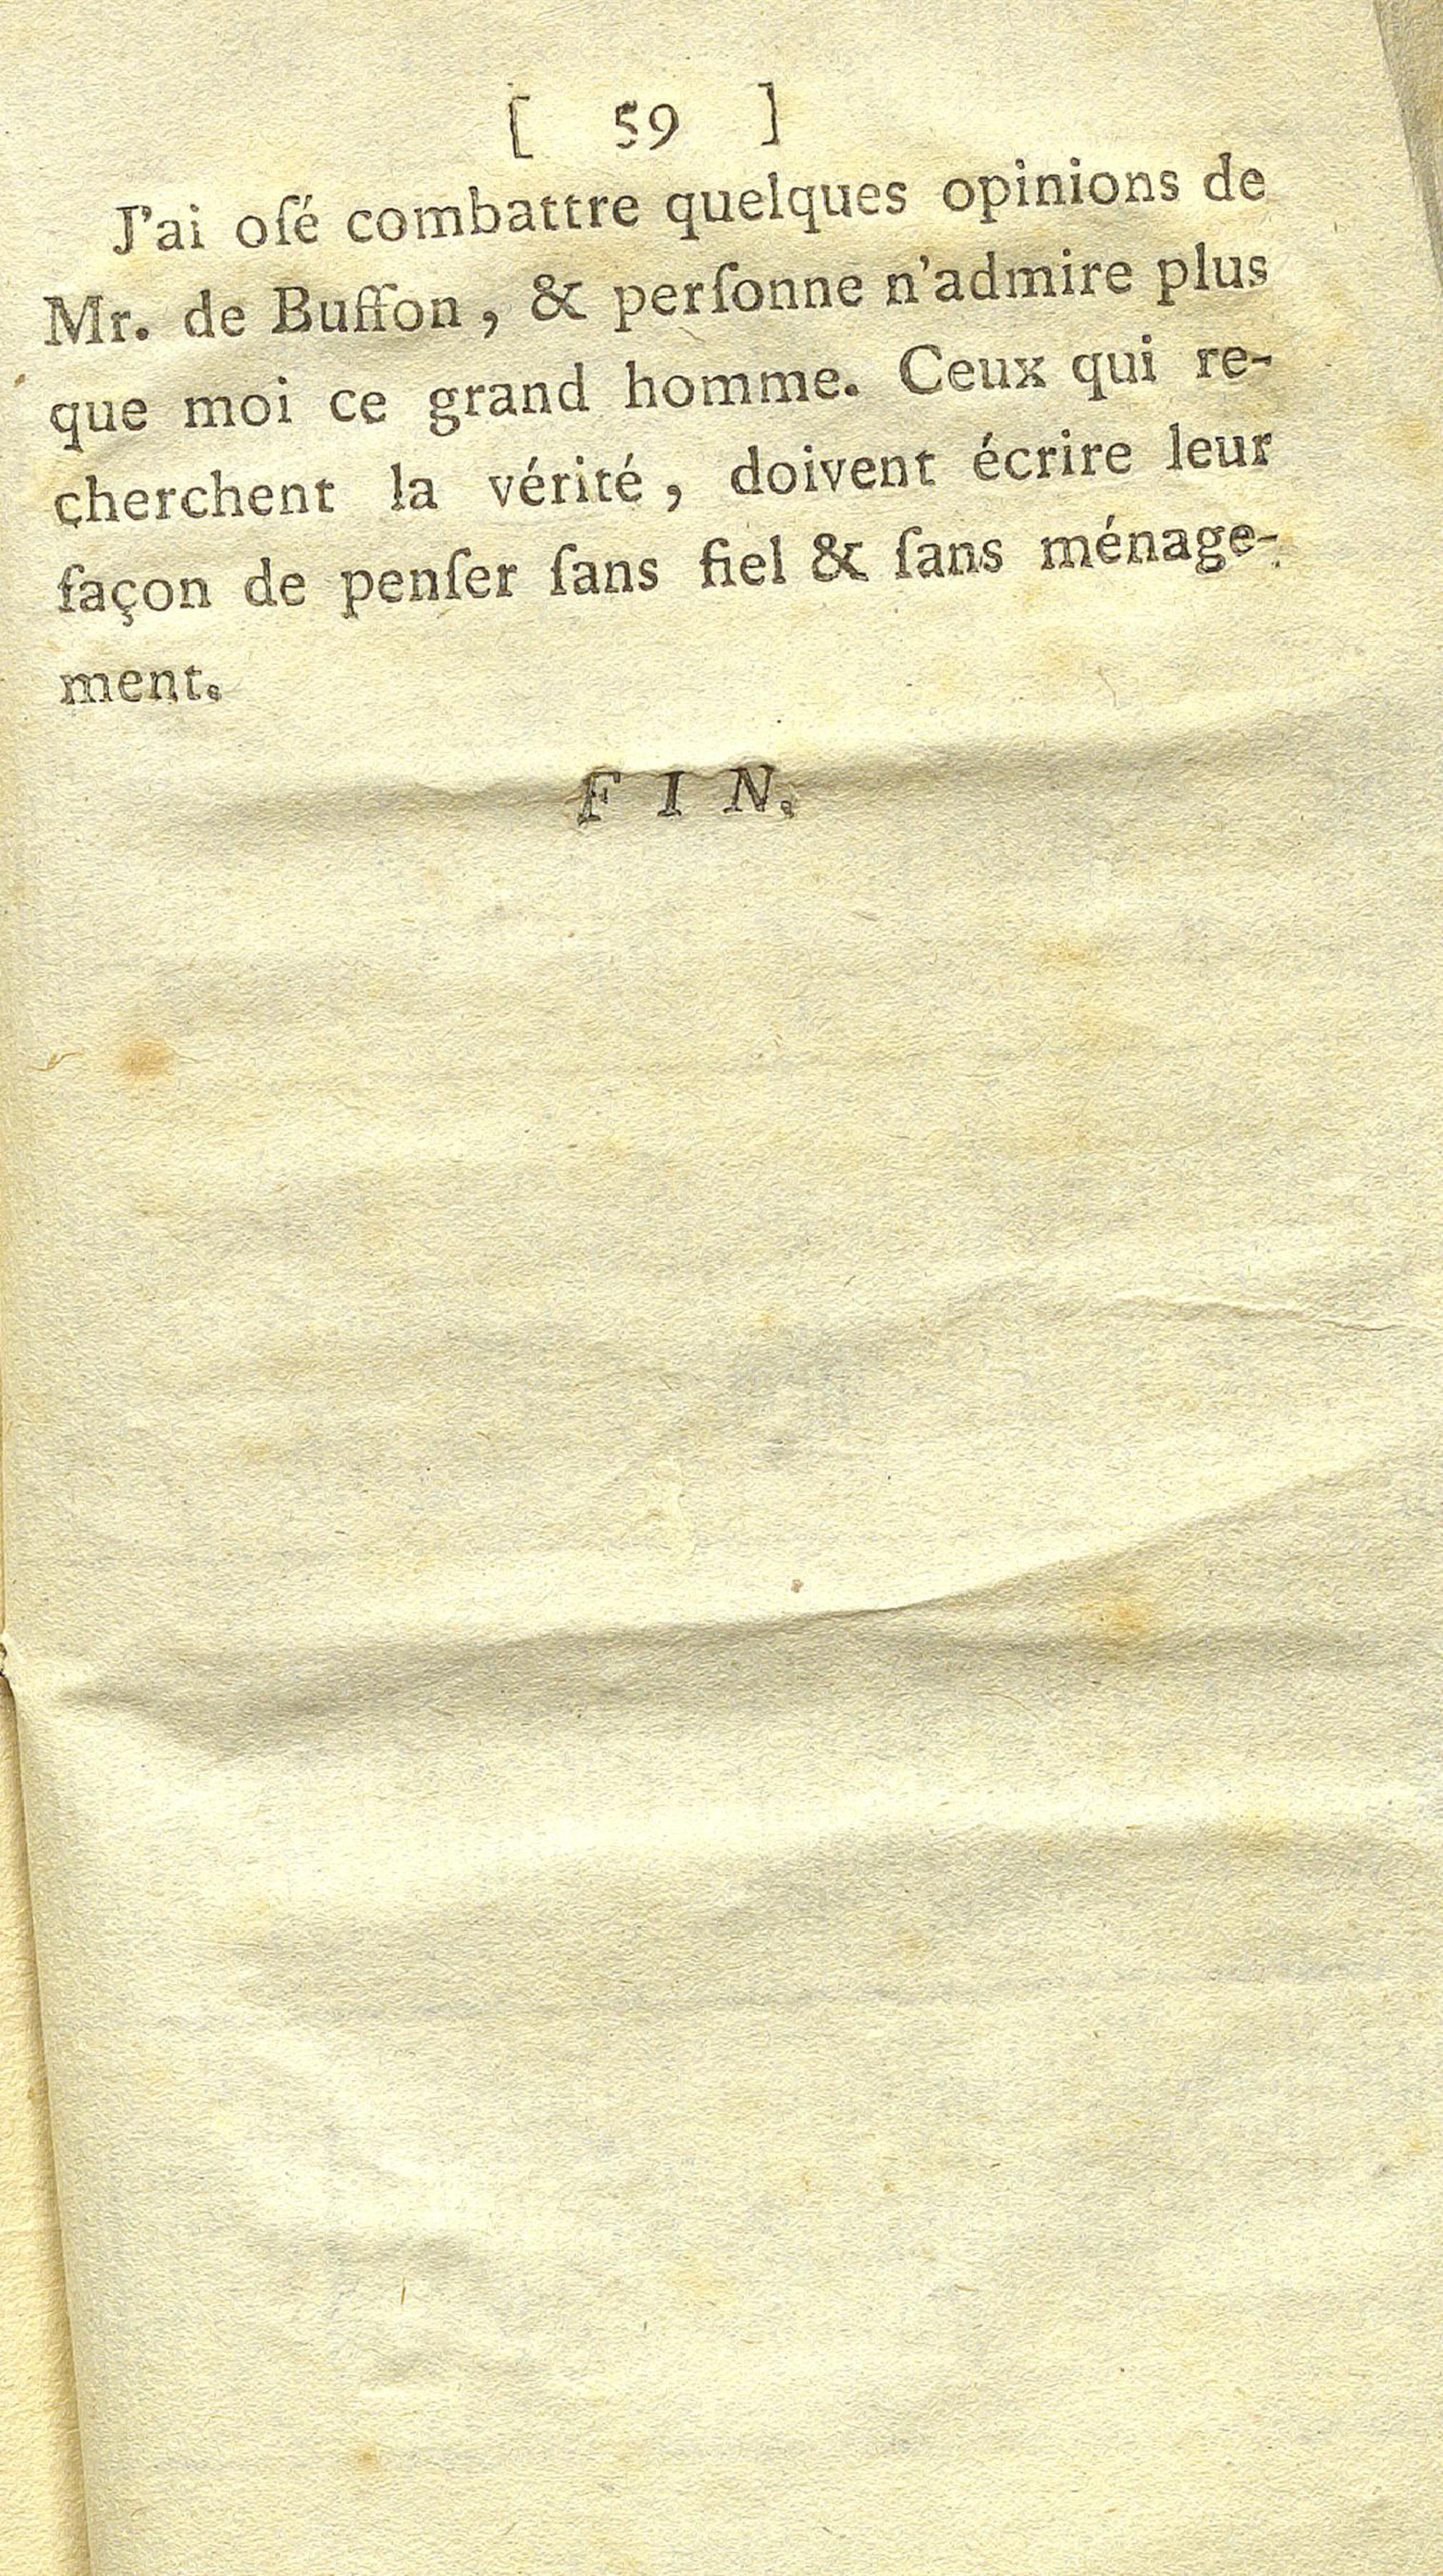 [ 59 ]
J'ai oſé combattre quelques opinions de
Mr. de Buffon, & perſonne n'admire plus
que moi ce grand homme. Ceux qui re-
cherchent la vérité, doivent écrire leur
façon de penſer ſans fiel & ſans ménage-
ment.
FIN.